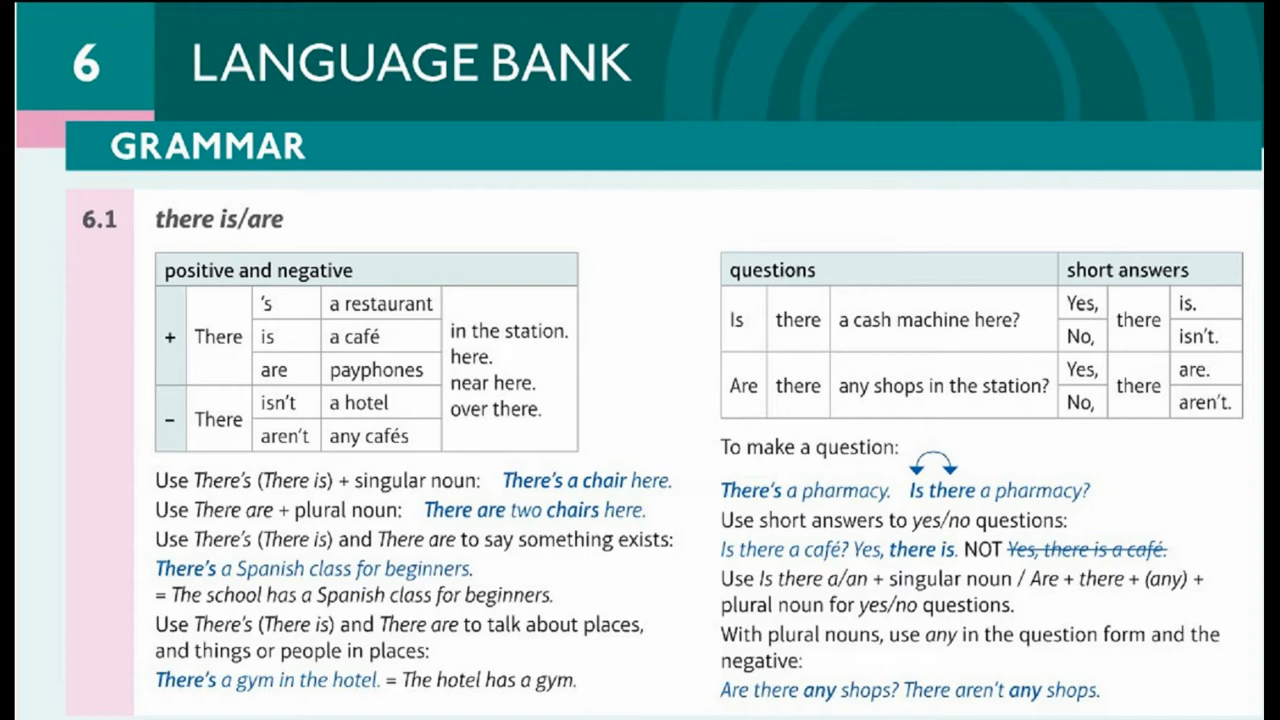 6 LANGUAGE BANK
GRAMMAR
6.1 there is/are
positive and negative
+ There 's a restaurant in the station.
is a café here.
are payphones near here.
– There isn't a hotel over there.
aren't any cafés
Use There's (There is) + singular noun: There's a chair here.
Use There are + plural noun: There are two chairs here.
Use There's (There is) and There are to say something exists:
There's a Spanish class for beginners.
= The school has a Spanish class for beginners.
Use There's (There is) and There are to talk about places,
and things or people in places:
There's a gym in the hotel. = The hotel has a gym.
questions short answers
Is there a cash machine here? Yes, there is.
No, isn't.
Are there any shops in the station? Yes, there are.
No, aren't.
To make a question:
There's a pharmacy. Is there a pharmacy?
Use short answers to yes/no questions:
Is there a café? Yes, there is. NOT Yes, there is a café.
Use Is there a/an + singular noun / Are + there + (any) +
plural noun for yes/no questions.
With plural nouns, use any in the question form and the
negative:
Are there any shops? There aren't any shops.